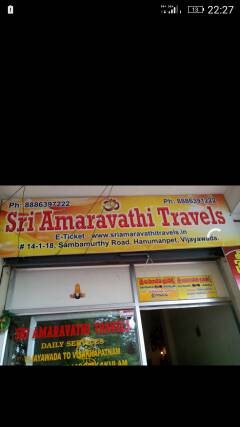 22:27
Ph: 8886397222
Ph: 8886397222
Sri Amaravathi Travels
E-Ticket www.sriamaravathitravels.in
# 14-1-18, Sambamurthy Road, Hanumanpet, Vijayawada.
SRI AMARAVATHI TRAVELS
DAILY SERVICES
VIJAYAWADA TO VISAKHAPATNAM